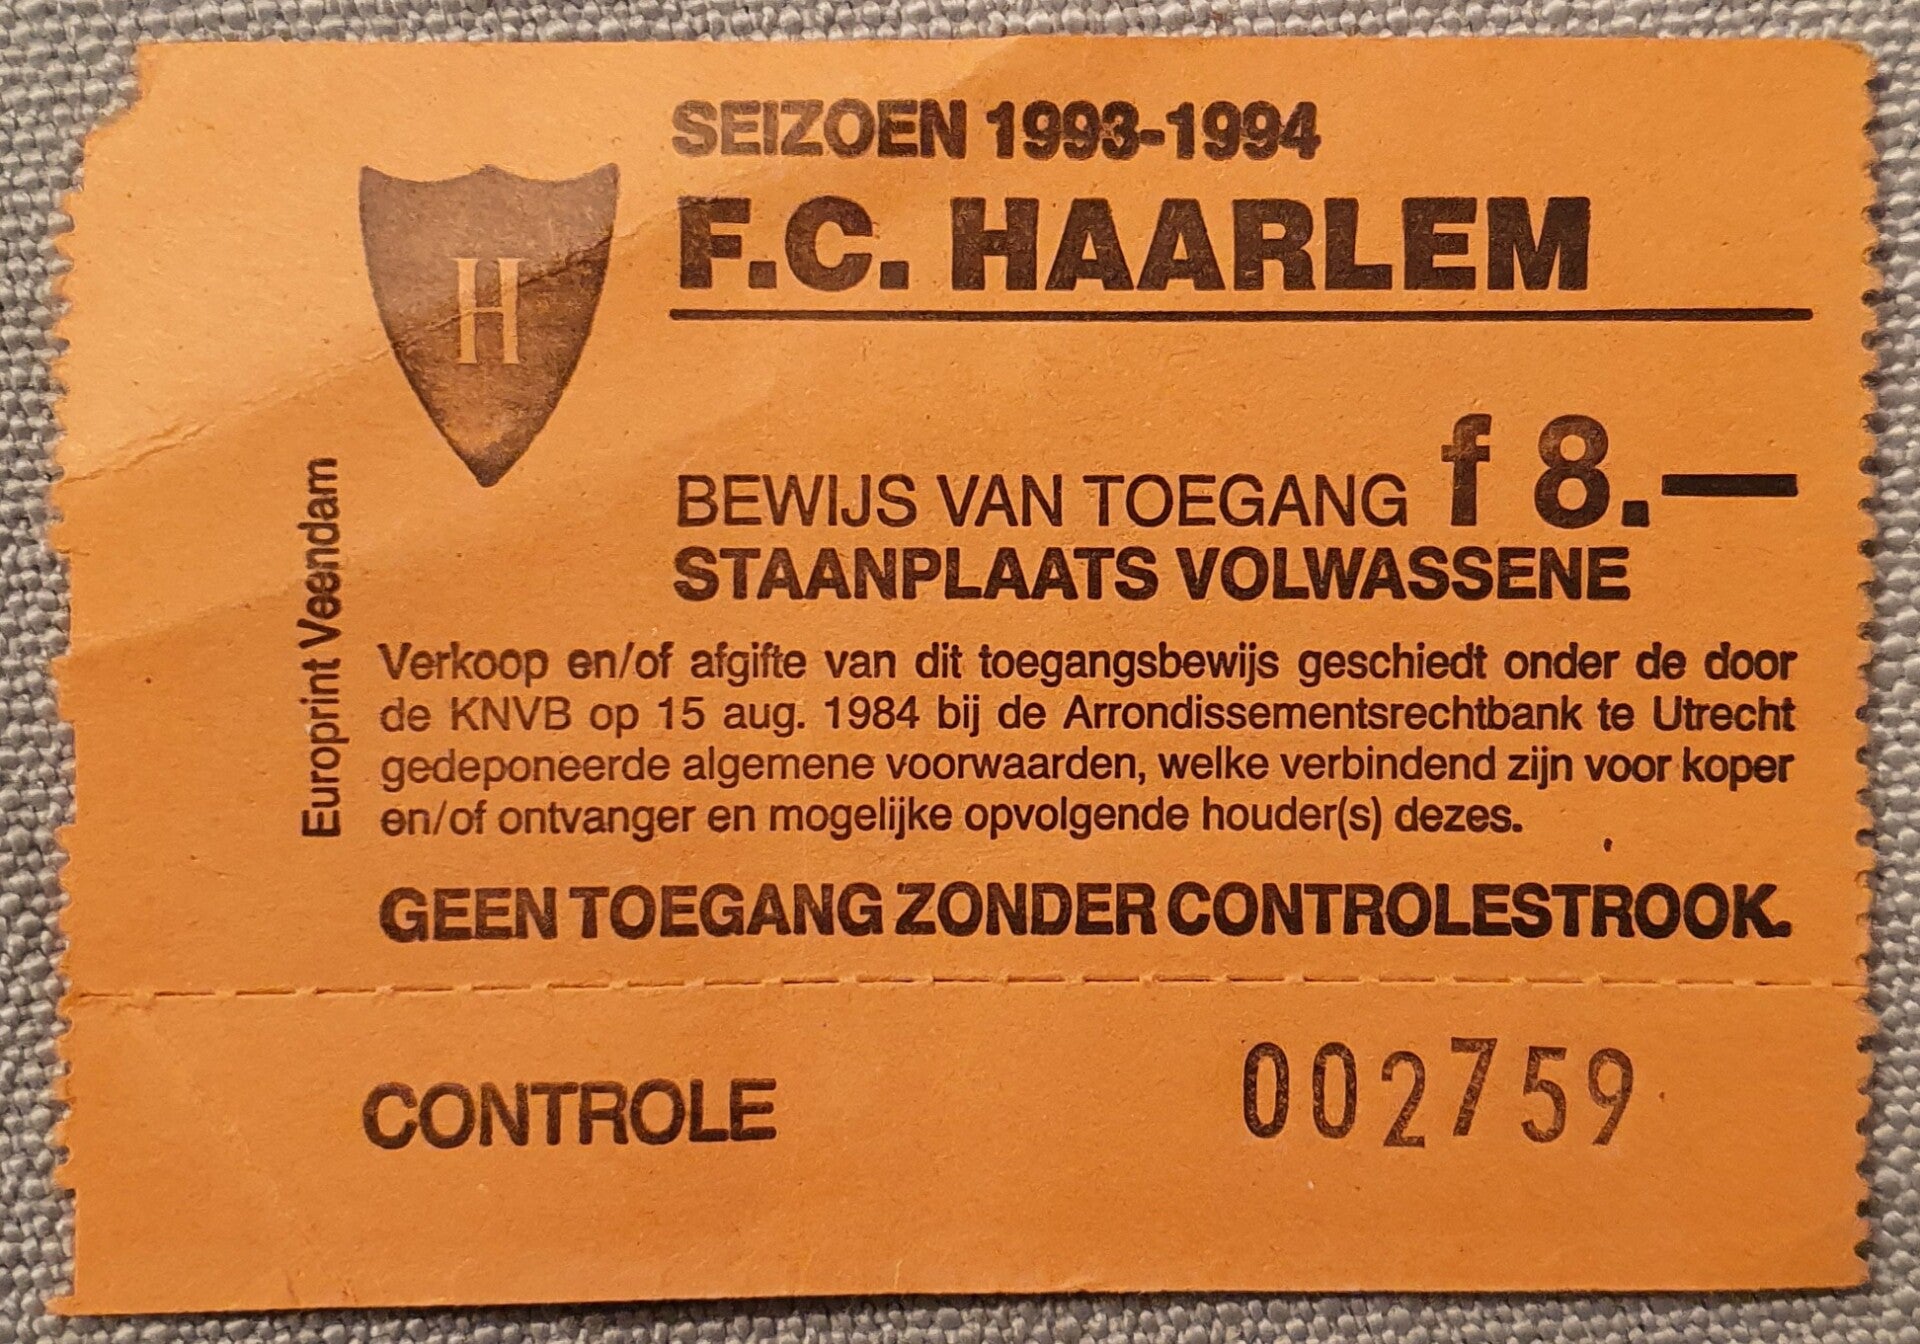 SEIZOEN 1993-1994
F.C. HAARLEM
H
BEWIJS VAN TOEGANG f 8.—
STAANPLAATS VOLWASSENE
Europrint Veendam
Verkoop en/of afgifte van dit toegangsbewijs geschiedt onder de door
de KNVB op 15 aug. 1984 bij de Arrondissementsrechtbank te Utrecht
gedeponeerde algemene voorwaarden, welke verbindend zijn voor koper
en/of ontvanger en mogelijke opvolgende houder(s) dezes.
GEEN TOEGANG ZONDER CONTROLESTROOK.
CONTROLE 002759